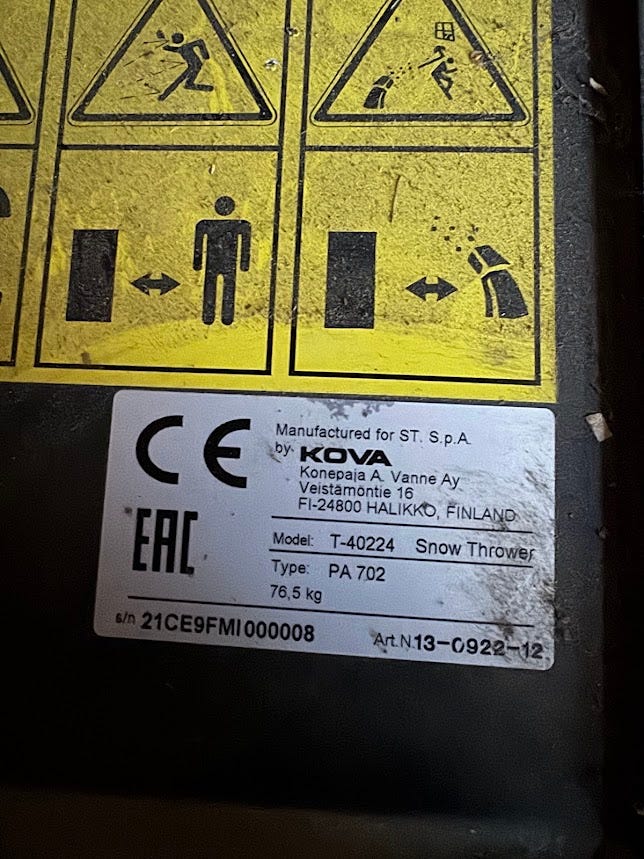 CE
EAC
Manufactured for ST. S.p.A.
by KOVA
Konepaja A. Vanne Ay
Veistämöntie 16
FI-24800 HALIKKO, FINLAND
Model: T-40224 Snow Thrower
Type: PA 702
76,5 kg
s/n 21CE9FMI000008 Art.N.13-0922-12